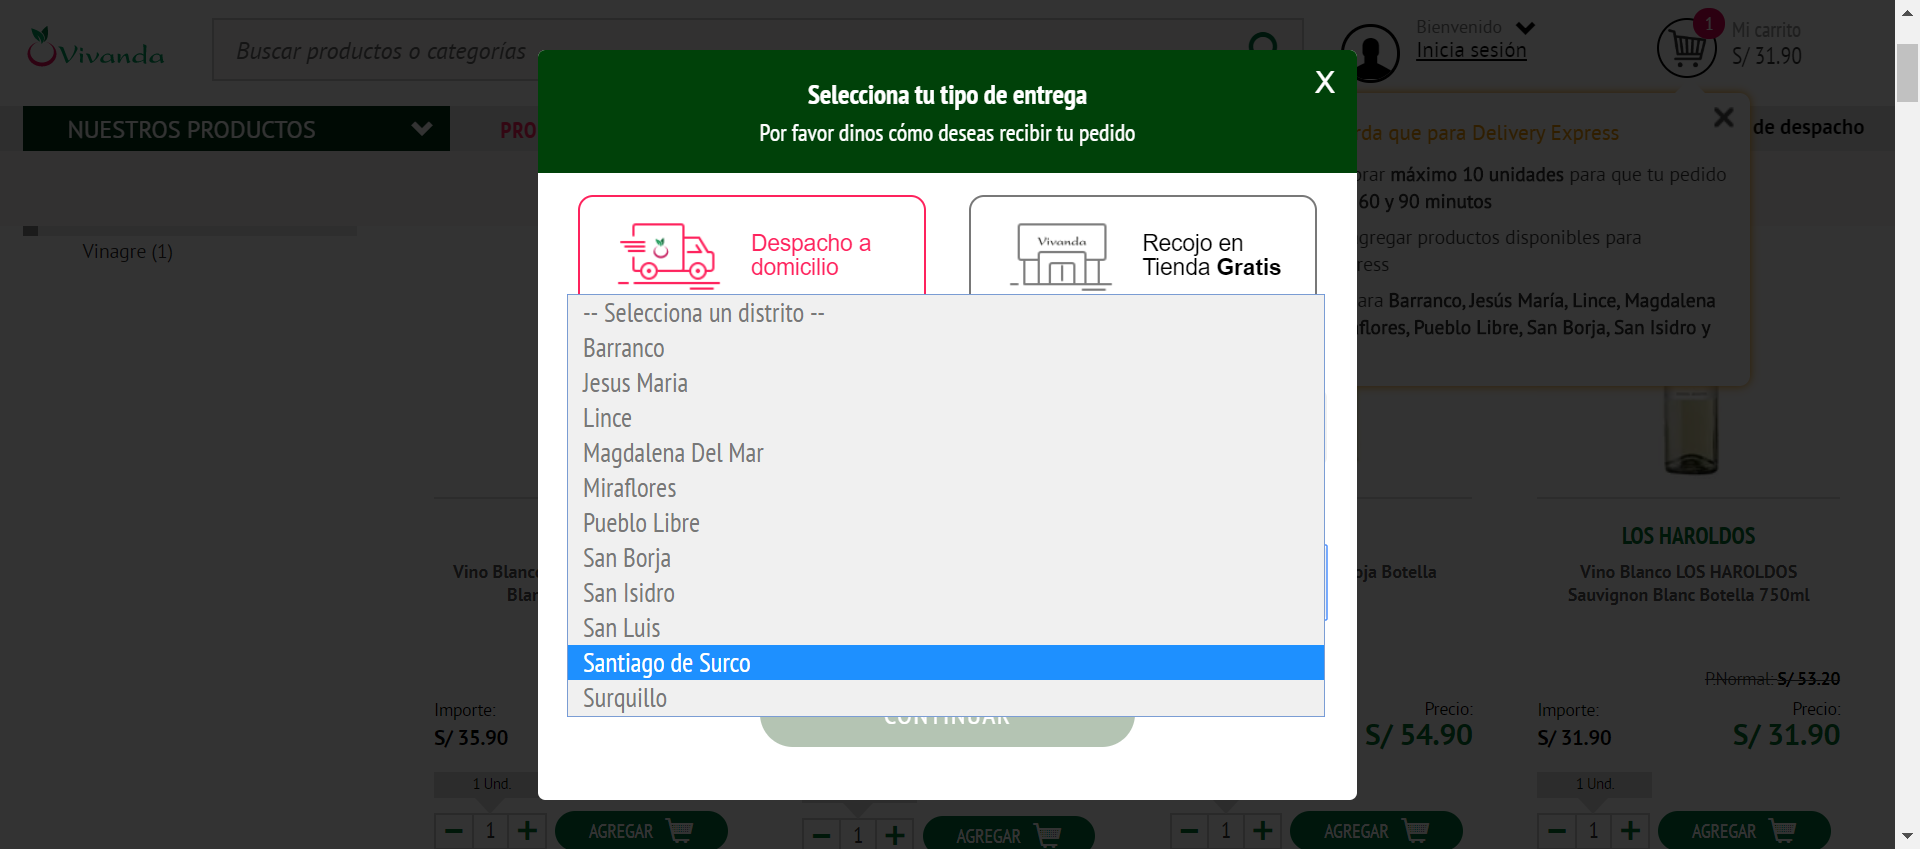 Vivanda
Buscar productos o categorías
Bienvenido
Inicia sesión
1
Mi carrito
S/ 31.90
NUESTROS PRODUCTOS
PRO
de despacho
Vinagre (1)
Selecciona tu tipo de entrega
X
Por favor dinos cómo deseas recibir tu pedido
Despacho a
domicilio
Vivanda
Recojo en
Tienda Gratis
-- Selecciona un distrito --
Barranco
Jesus Maria
Lince
Magdalena Del Mar
Miraflores
Pueblo Libre
San Borja
San Isidro
San Luis
Santiago de Surco
Surquillo
CONTINUAR
rda que para Delivery Express
rar máximo 10 unidades para que tu pedido
60 y 90 minutos
gregar productos disponibles para
ress
ara Barranco, Jesús María, Lince, Magdalena
flores, Pueblo Libre, San Borja, San Isidro y
Vino Blanc
Blan
Importe:
S/ 35.90
1 Und.
1
AGREGAR
1
AGREGAR
oja Botella
Precio:
S/ 54.90
1
AGREGAR
LOS HAROLDOS
Vino Blanco LOS HAROLDOS
Sauvignon Blanc Botella 750ml
P.Normal: S/ 53.20
Importe:
Precio:
S/ 31.90
S/ 31.90
1 Und.
1
AGREGAR